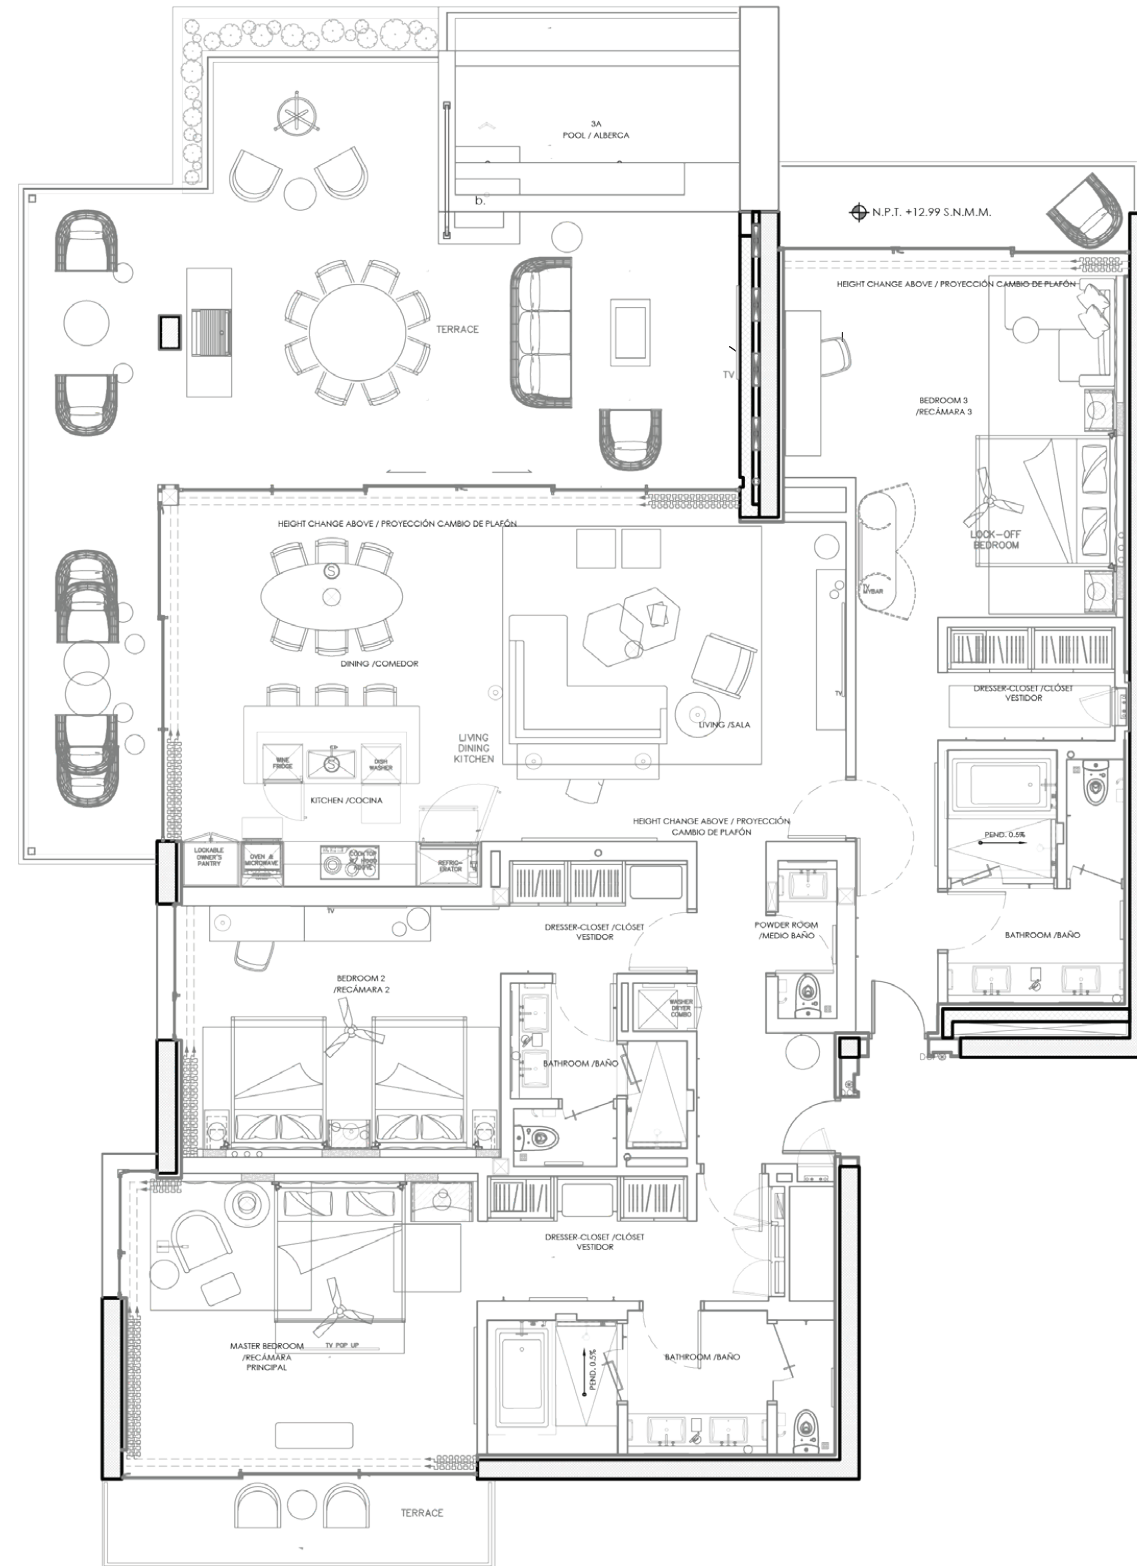 3A
POOL / ALBERCA
b.
N.P.T. +12.99 S.N.M.M.
HEIGHT CHANGE ABOVE / PROYECCIÓN CAMBIO DE PLAFÓN
TERRACE
TV
BEDROOM 3
/RECÁMARA 3
HEIGHT CHANGE ABOVE / PROYECCIÓN CAMBIO DE PLAFÓN
LOCK-OFF
BEDROOM
TV
MYBAR
DINING /COMEDOR
DRESSER-CLOSET /CLÓSET
VESTIDOR
TV
LIVING /SALA
LIVING
DINING
KITCHEN
WINE
FRIDGE
S
S
DISH
WASHER
KITCHEN /COCINA
HEIGHT CHANGE ABOVE / PROYECCIÓN
CAMBIO DE PLAFÓN
PEND. 0.5%
LOCKABLE
OWNER'S
PANTRY
OVEN &
MICROWAVE
COOKTOP
W/ HOOD
ABOVE
REFRIG-
ERATOR
TV
DRESSER-CLOSET /CLÓSET
VESTIDOR
POWDER ROOM
/MEDIO BAÑO
BATHROOM /BAÑO
BEDROOM 2
/RECÁMARA 2
WASHER
DRYER
COMBO
BATHROOM /BAÑO
DRESSER-CLOSET /CLÓSET
VESTIDOR
MASTER BEDROOM
/RECÁMARA
PRINCIPAL
TV POP UP
PEND. 0.5%
BATHROOM /BAÑO
TERRACE